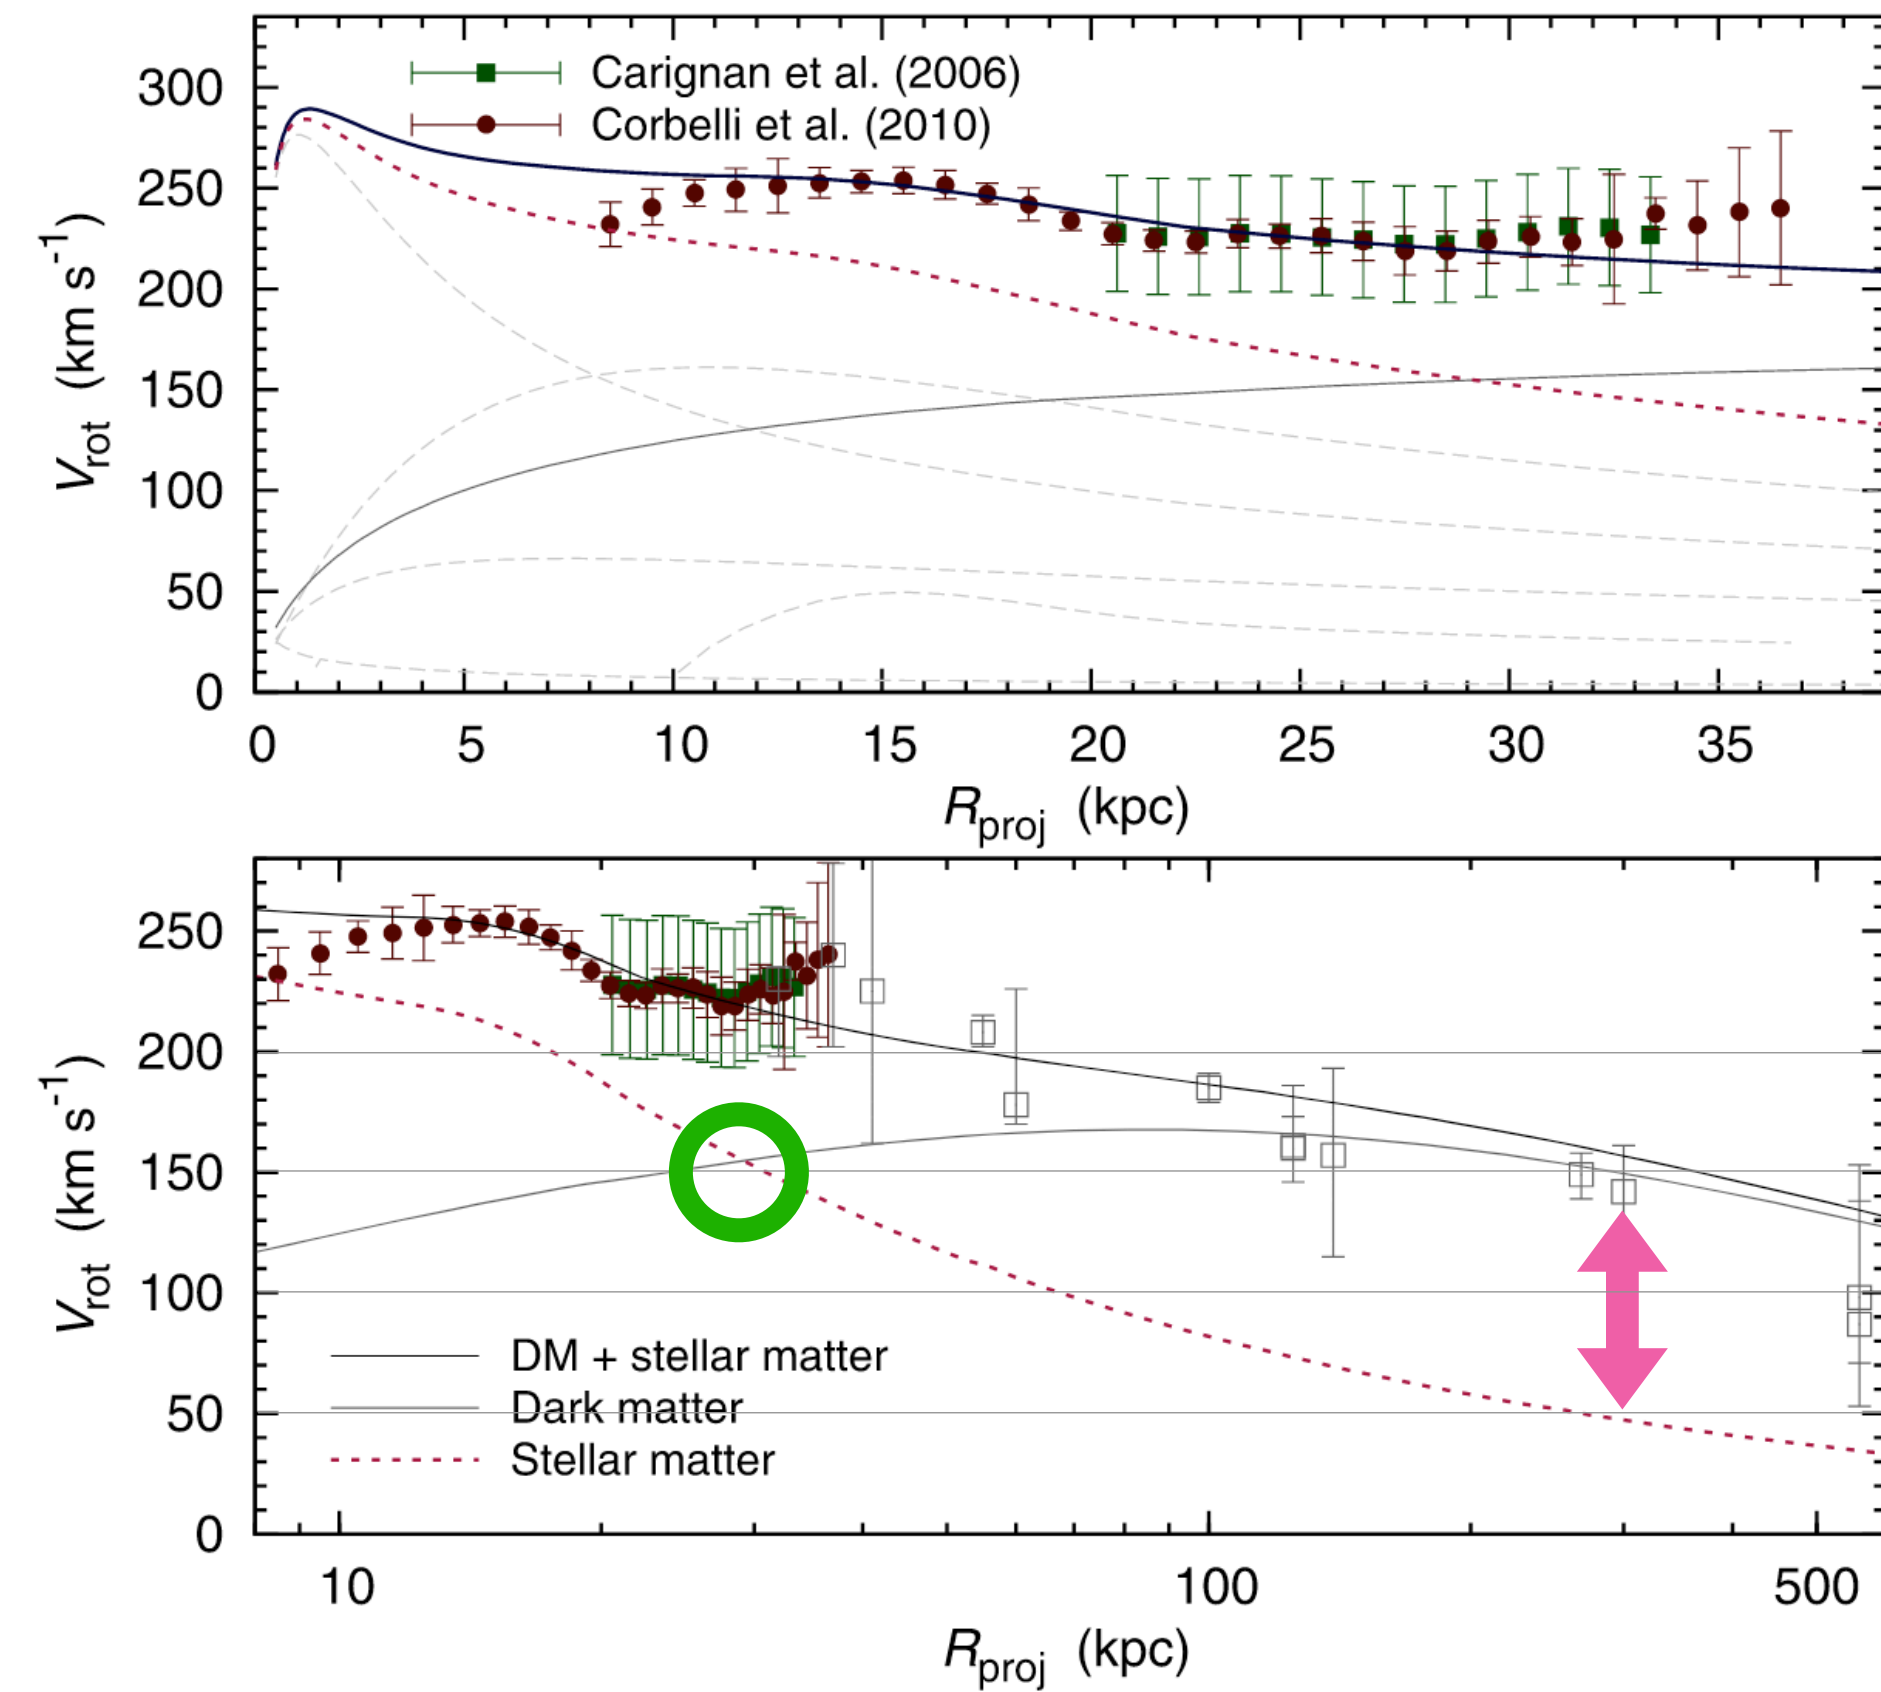 300
250
200
150
100
50
0
V_rot (km s^-1)
Carignan et al. (2006)
Corbelli et al. (2010)
0 5 10 15 20 25 30 35
R_proj (kpc)
250
200
150
100
50
0
V_rot (km s^-1)
DM + stellar matter
Dark matter
Stellar matter
10 100 500
R_proj (kpc)